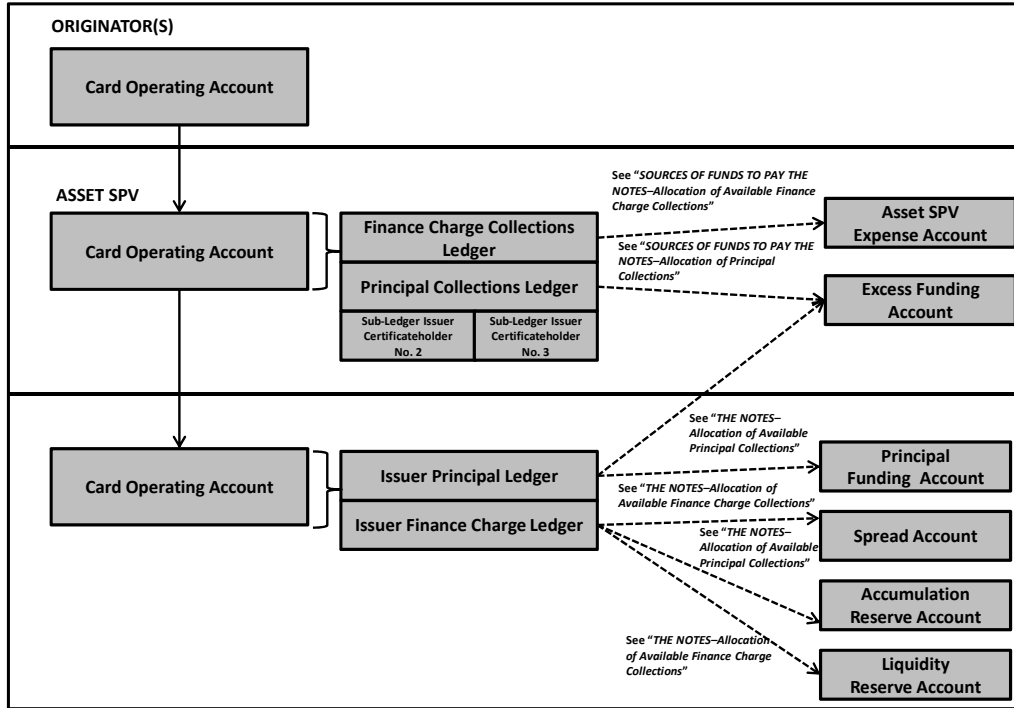 ORIGINATOR(S)
Card Operating Account
ASSET SPV
Card Operating Account
Finance Charge Collections
Ledger
Principal Collections Ledger
Sub-Ledger Issuer
Certificateholder
No. 2
Sub-Ledger Issuer
Certificateholder
No. 3
See “SOURCES OF FUNDS TO PAY THE
NOTES–Allocation of Available Finance
Charge Collections”
See “SOURCES OF FUNDS TO PAY THE
NOTES–Allocation of Principal
Collections”
Asset SPV
Expense Account
Excess Funding
Account
Card Operating Account
Issuer Principal Ledger
Issuer Finance Charge Ledger
See “THE NOTES–
Allocation of Available
Principal Collections”
See “THE NOTES–Allocation of
Available Finance Charge Collections”
See “THE NOTES–
Allocation of Available
Principal Collections”
See “THE NOTES–Allocation
of Available Finance Charge
Collections”
Principal
Funding Account
Spread Account
Accumulation
Reserve Account
Liquidity
Reserve Account